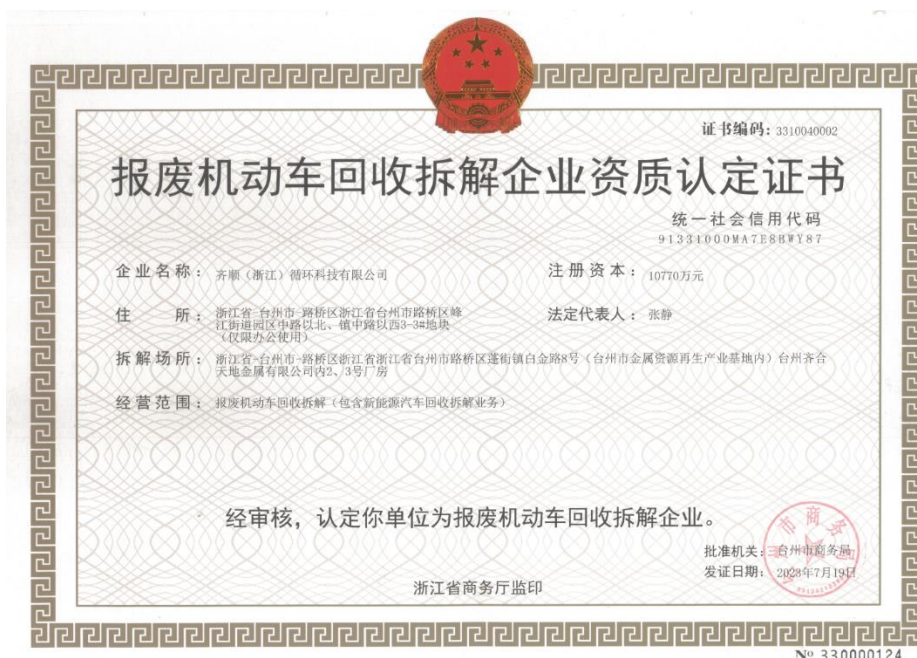 证书编码：3310040002
报废机动车回收拆解企业资质认定证书
统一社会信用代码
91331000MA7E8BWY87
企业名称：齐顺（浙江）循环科技有限公司
注册资本：10770万元
住所：浙江省-台州市-路桥区浙江省台州市路桥区峰
江街道园区中路以北、镇中路以西3-3#地块
（仅限办公使用）
法定代表人：张静
拆解场所：浙江省-台州市-路桥区浙江省浙江省台州市路桥区蓬街镇白金路8号（台州市金属资源再生产业基地内）台州齐合
天地金属有限公司内2、3号厂房
经营范围：报废机动车回收拆解（包含新能源汽车回收拆解业务）
经审核，认定你单位为报废机动车回收拆解企业。
批准机关：台州市商务局
发证日期：2023年7月19日
浙江省商务厅监印
台州市商务局
№ 330000124